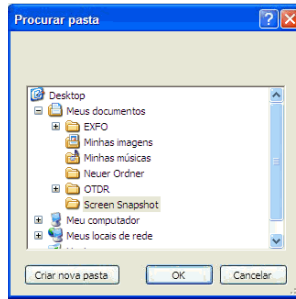 Procurar pasta
Desktop
Meus documentos
EXFO
Minhas imagens
Minhas músicas
Neuer Ordner
OTDR
Screen Snapshot
Meu computador
Meus locais de rede
Criar nova pasta
OK
Cancelar